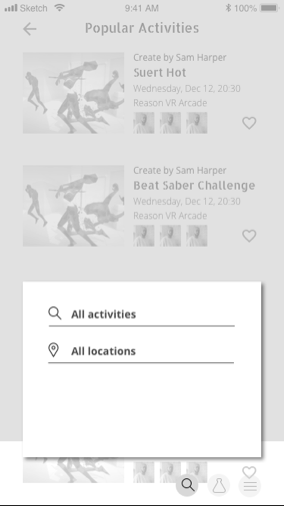 Sketch 9:41 AM 100%
Popular Activities
Create by Sam Harper
Suert Hot
Wednesday, Dec 12, 20:30
Reason VR Arcade
Create by Sam Harper
Beat Saber Challenge
Wednesday, Dec 12, 20:30
Reason VR Arcade
All activities
All locations